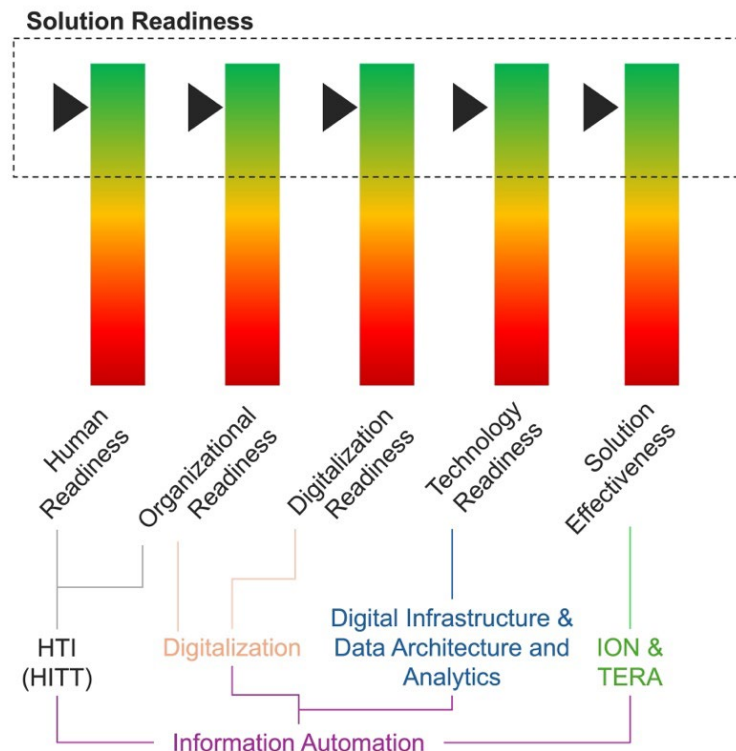 Solution Readiness
Human
Readiness
Organizational
Readiness
Digitalization
Readiness
Technology
Readiness
Solution
Effectiveness
HTI
(HITT)
Digitalization
Digital Infrastructure &
Data Architecture and
Analytics
ION &
TERA
Information Automation